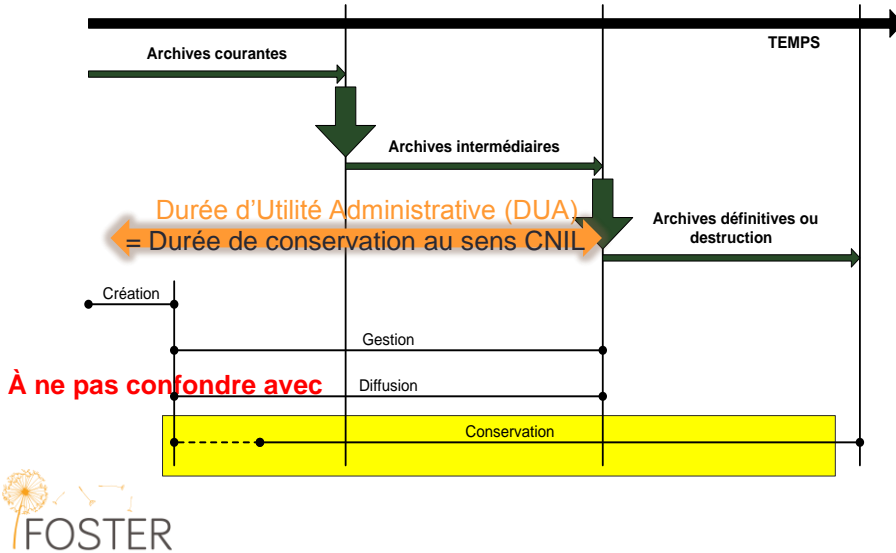 TEMPS
Archives courantes
Archives intermédiaires
Durée d'Utilité Administrative (DUA)
= Durée de conservation au sens CNIL
Archives définitives ou
destruction
Création
Gestion
À ne pas confondre avec
Diffusion
Conservation
FOSTER